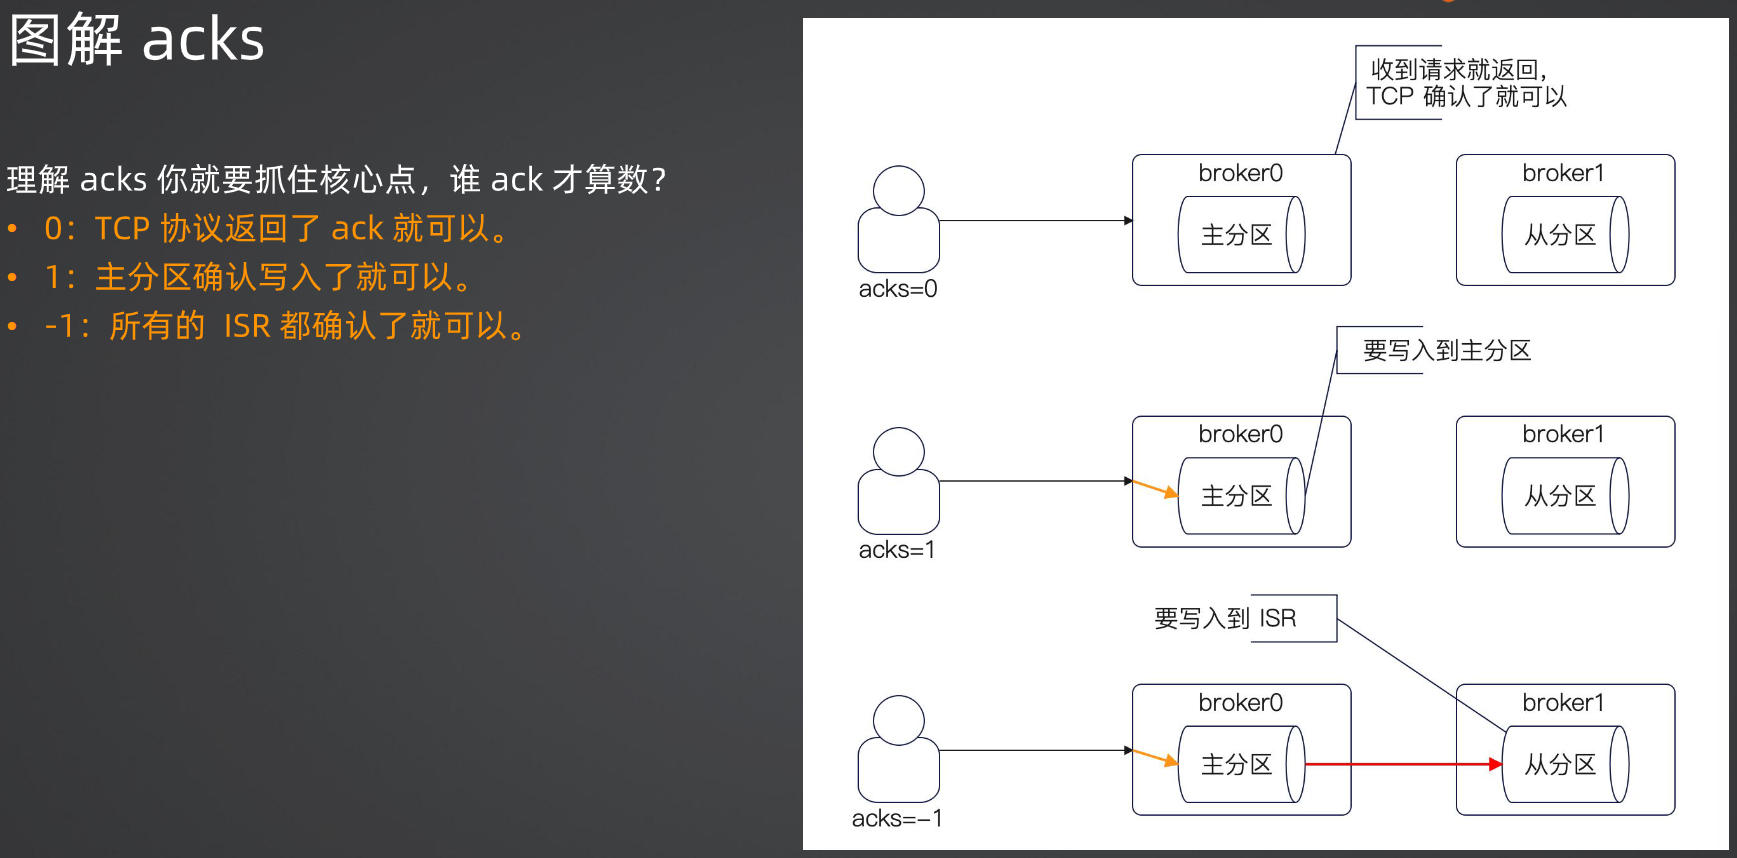 图解 acks
理解 acks 你就要抓住核心点，谁 ack 才算数？
• 0：TCP 协议返回了 ack 就可以。
• 1：主分区确认写入了就可以。
• -1：所有的 ISR 都确认了就可以。
收到请求就返回，
TCP 确认了就可以
broker0
broker1
主分区
从分区
acks=0
要写入到主分区
broker0
broker1
主分区
从分区
acks=1
要写入到 ISR
broker0
broker1
主分区
从分区
acks=-1